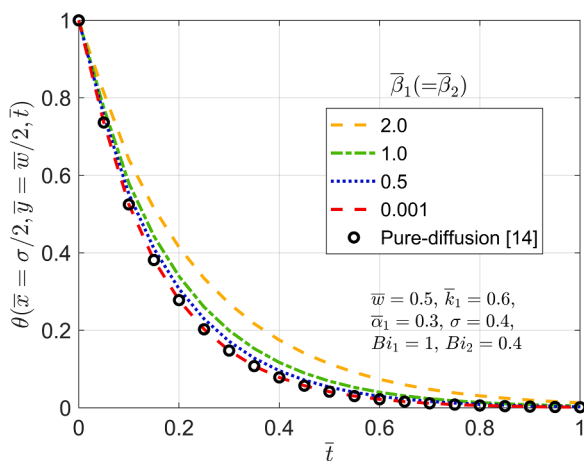 θ(x̅ = σ/2, y̅ = w̅/2, t̅)
1
0.8
0.6
0.4
0.2
0
0
0.2
0.4
0.6
0.8
1
t̅
β̅₁(=β̅₂)
2.0
1.0
0.5
0.001
Pure-diffusion [14]
w̅ = 0.5, k̅₁ = 0.6,
α̅₁ = 0.3, σ = 0.4,
Bi₁ = 1, Bi₂ = 0.4